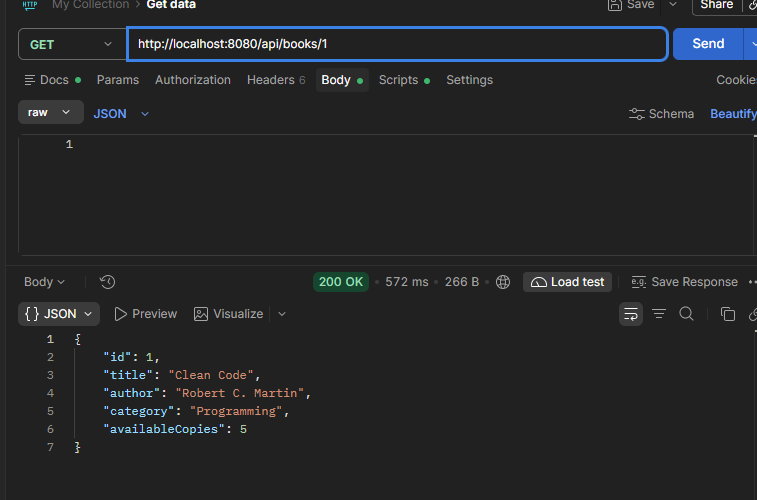 HTTP My Collection > Get data Save Share
GET http://localhost:8080/api/books/1 Send
Docs Params Authorization Headers 6 Body Scripts Settings Cookies
raw JSON Schema Beautify
1
Body 200 OK 572 ms 266 B e.g. Save Response Load test
{} JSON Preview Visualize
1 {
2 "id": 1,
3 "title": "Clean Code",
4 "author": "Robert C. Martin",
5 "category": "Programming",
6 "availableCopies": 5
7 }